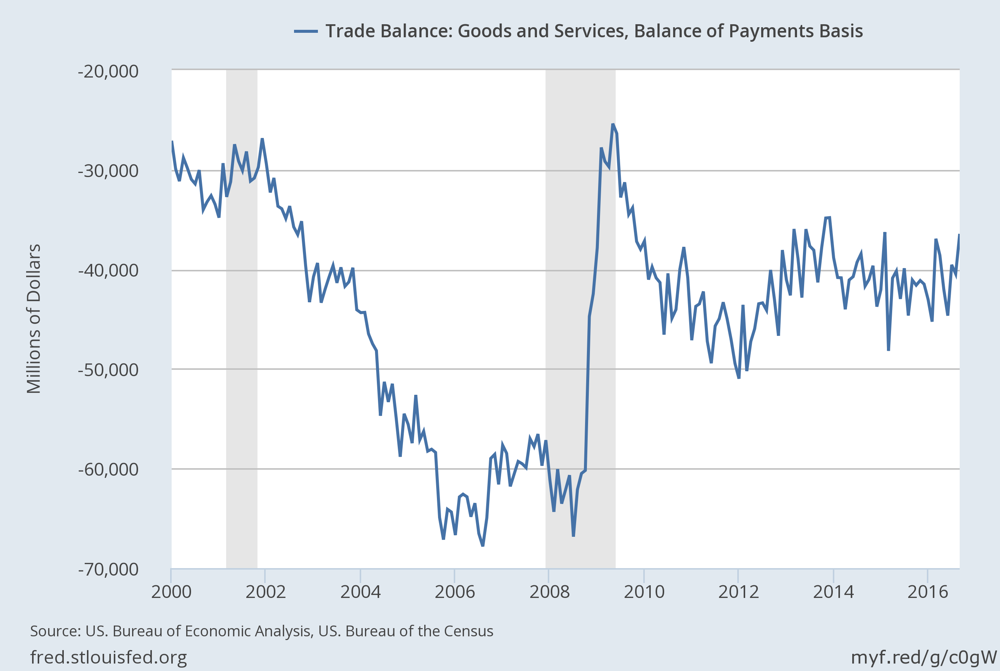 Trade Balance: Goods and Services, Balance of Payments Basis
-20,000
-30,000
-40,000
-50,000
-60,000
-70,000
Millions of Dollars
2000 2002 2004 2006 2008 2010 2012 2014 2016
Source: US. Bureau of Economic Analysis, US. Bureau of the Census
fred.stlouisfed.org
myf.red/g/c0gW